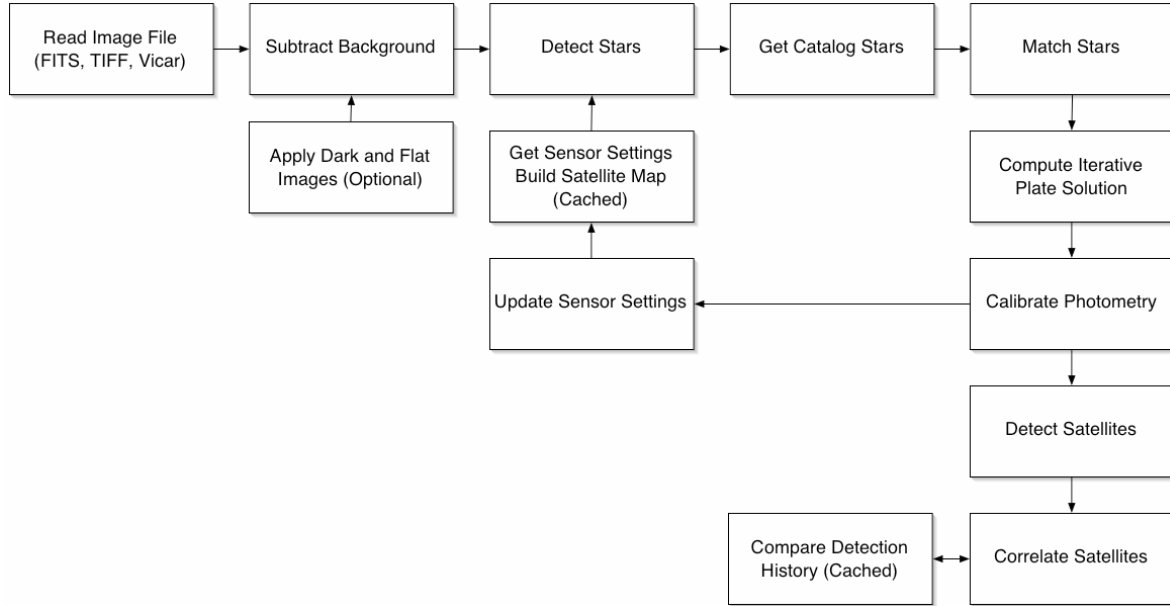 Read Image File
(FITS, TIFF, Vicar)
Subtract Background
Detect Stars
Get Catalog Stars
Match Stars
Apply Dark and Flat
Images (Optional)
Get Sensor Settings
Build Satellite Map
(Cached)
Compute Iterative
Plate Solution
Update Sensor Settings
Calibrate Photometry
Detect Satellites
Compare Detection
History (Cached)
Correlate Satellites